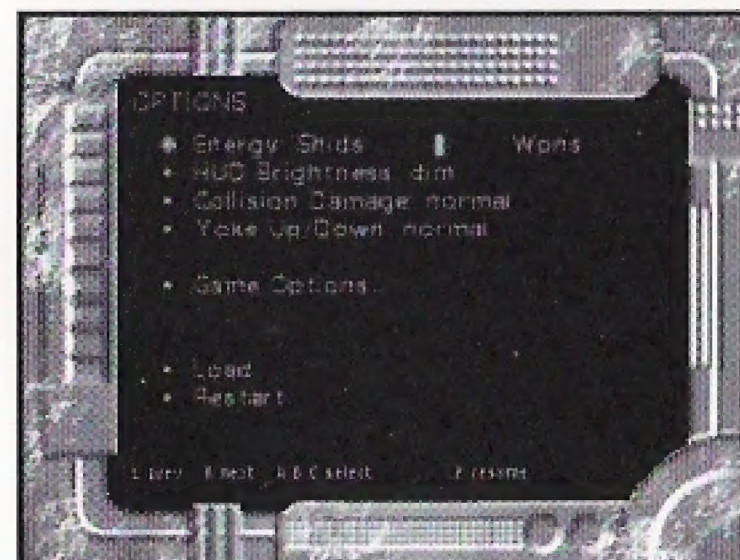 OPTIONS
Energy Shlds Wpns
HUD Brightness dim
Collision Damage normal
Yoke Up/Down normal
Game Options...
Load
Restart
L prev R next A B C select P resume